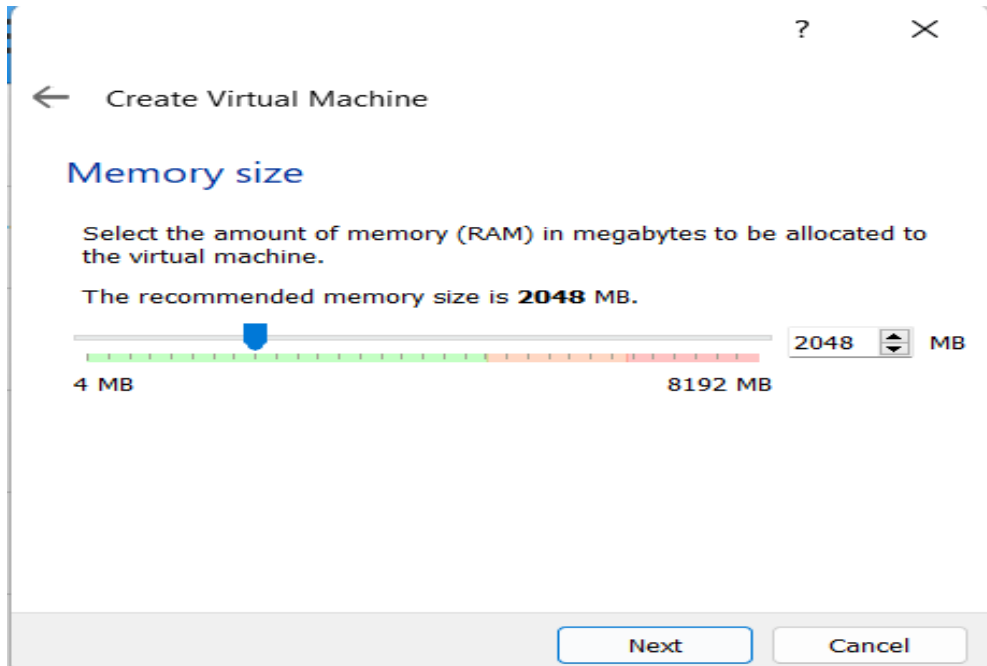 ?
Create Virtual Machine
Memory size
Select the amount of memory (RAM) in megabytes to be allocated to
the virtual machine.
The recommended memory size is 2048 MB.
2048 MB
4 MB 8192 MB
Next Cancel